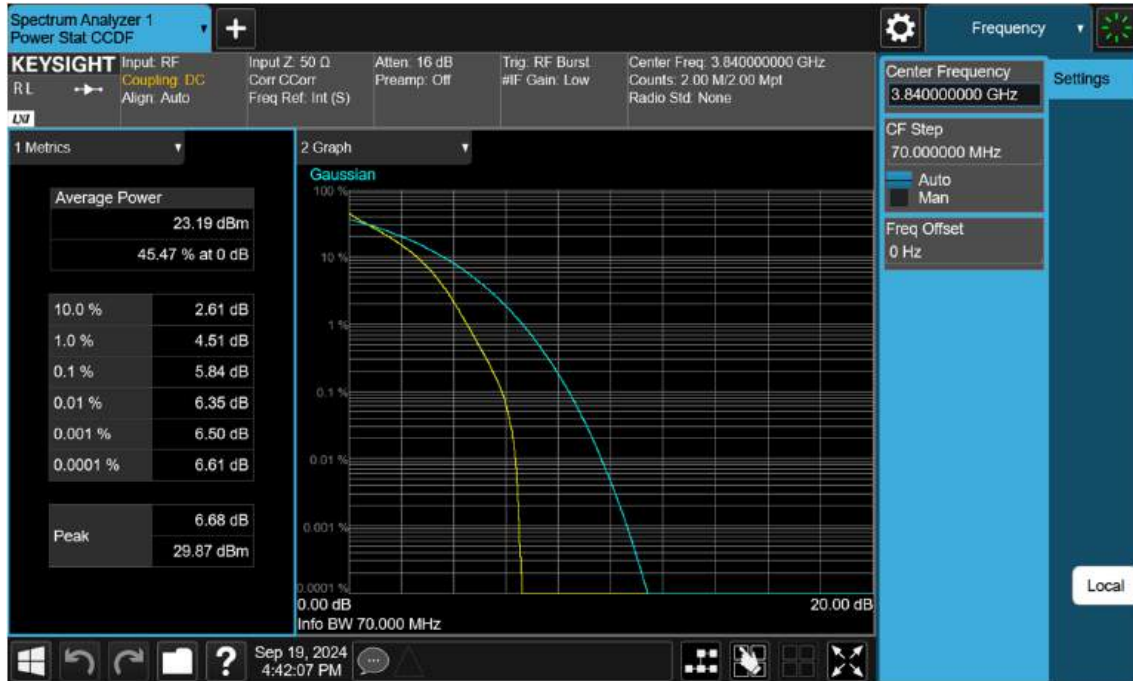 Spectrum Analyzer 1
Power Stat CCDF
Frequency
KEYSIGHT
R L
LXI
Input: RF
Coupling: DC
Align: Auto
Input Z: 50 Ω
Corr CCorr
Freq Ref: Int (S)
Atten: 16 dB
Preamp: Off
Trig: RF Burst
#IF Gain: Low
Center Freq: 3.840000000 GHz
Counts: 2.00 M/2.00 Mpt
Radio Std: None
Center Frequency
3.840000000 GHz
Settings
CF Step
70.000000 MHz
Auto
Man
Freq Offset
0 Hz
1 Metrics
Average Power
23.19 dBm
45.47 % at 0 dB
10.0 % 2.61 dB
1.0 % 4.51 dB
0.1 % 5.84 dB
0.01 % 6.35 dB
0.001 % 6.50 dB
0.0001 % 6.61 dB
Peak
6.68 dB
29.87 dBm
2 Graph
Gaussian
100 %
10 %
1 %
0.1 %
0.01 %
0.001 %
0.0001 %
0.00 dB 20.00 dB
Info BW 70.000 MHz
Local
?
Sep 19, 2024
4:42:07 PM